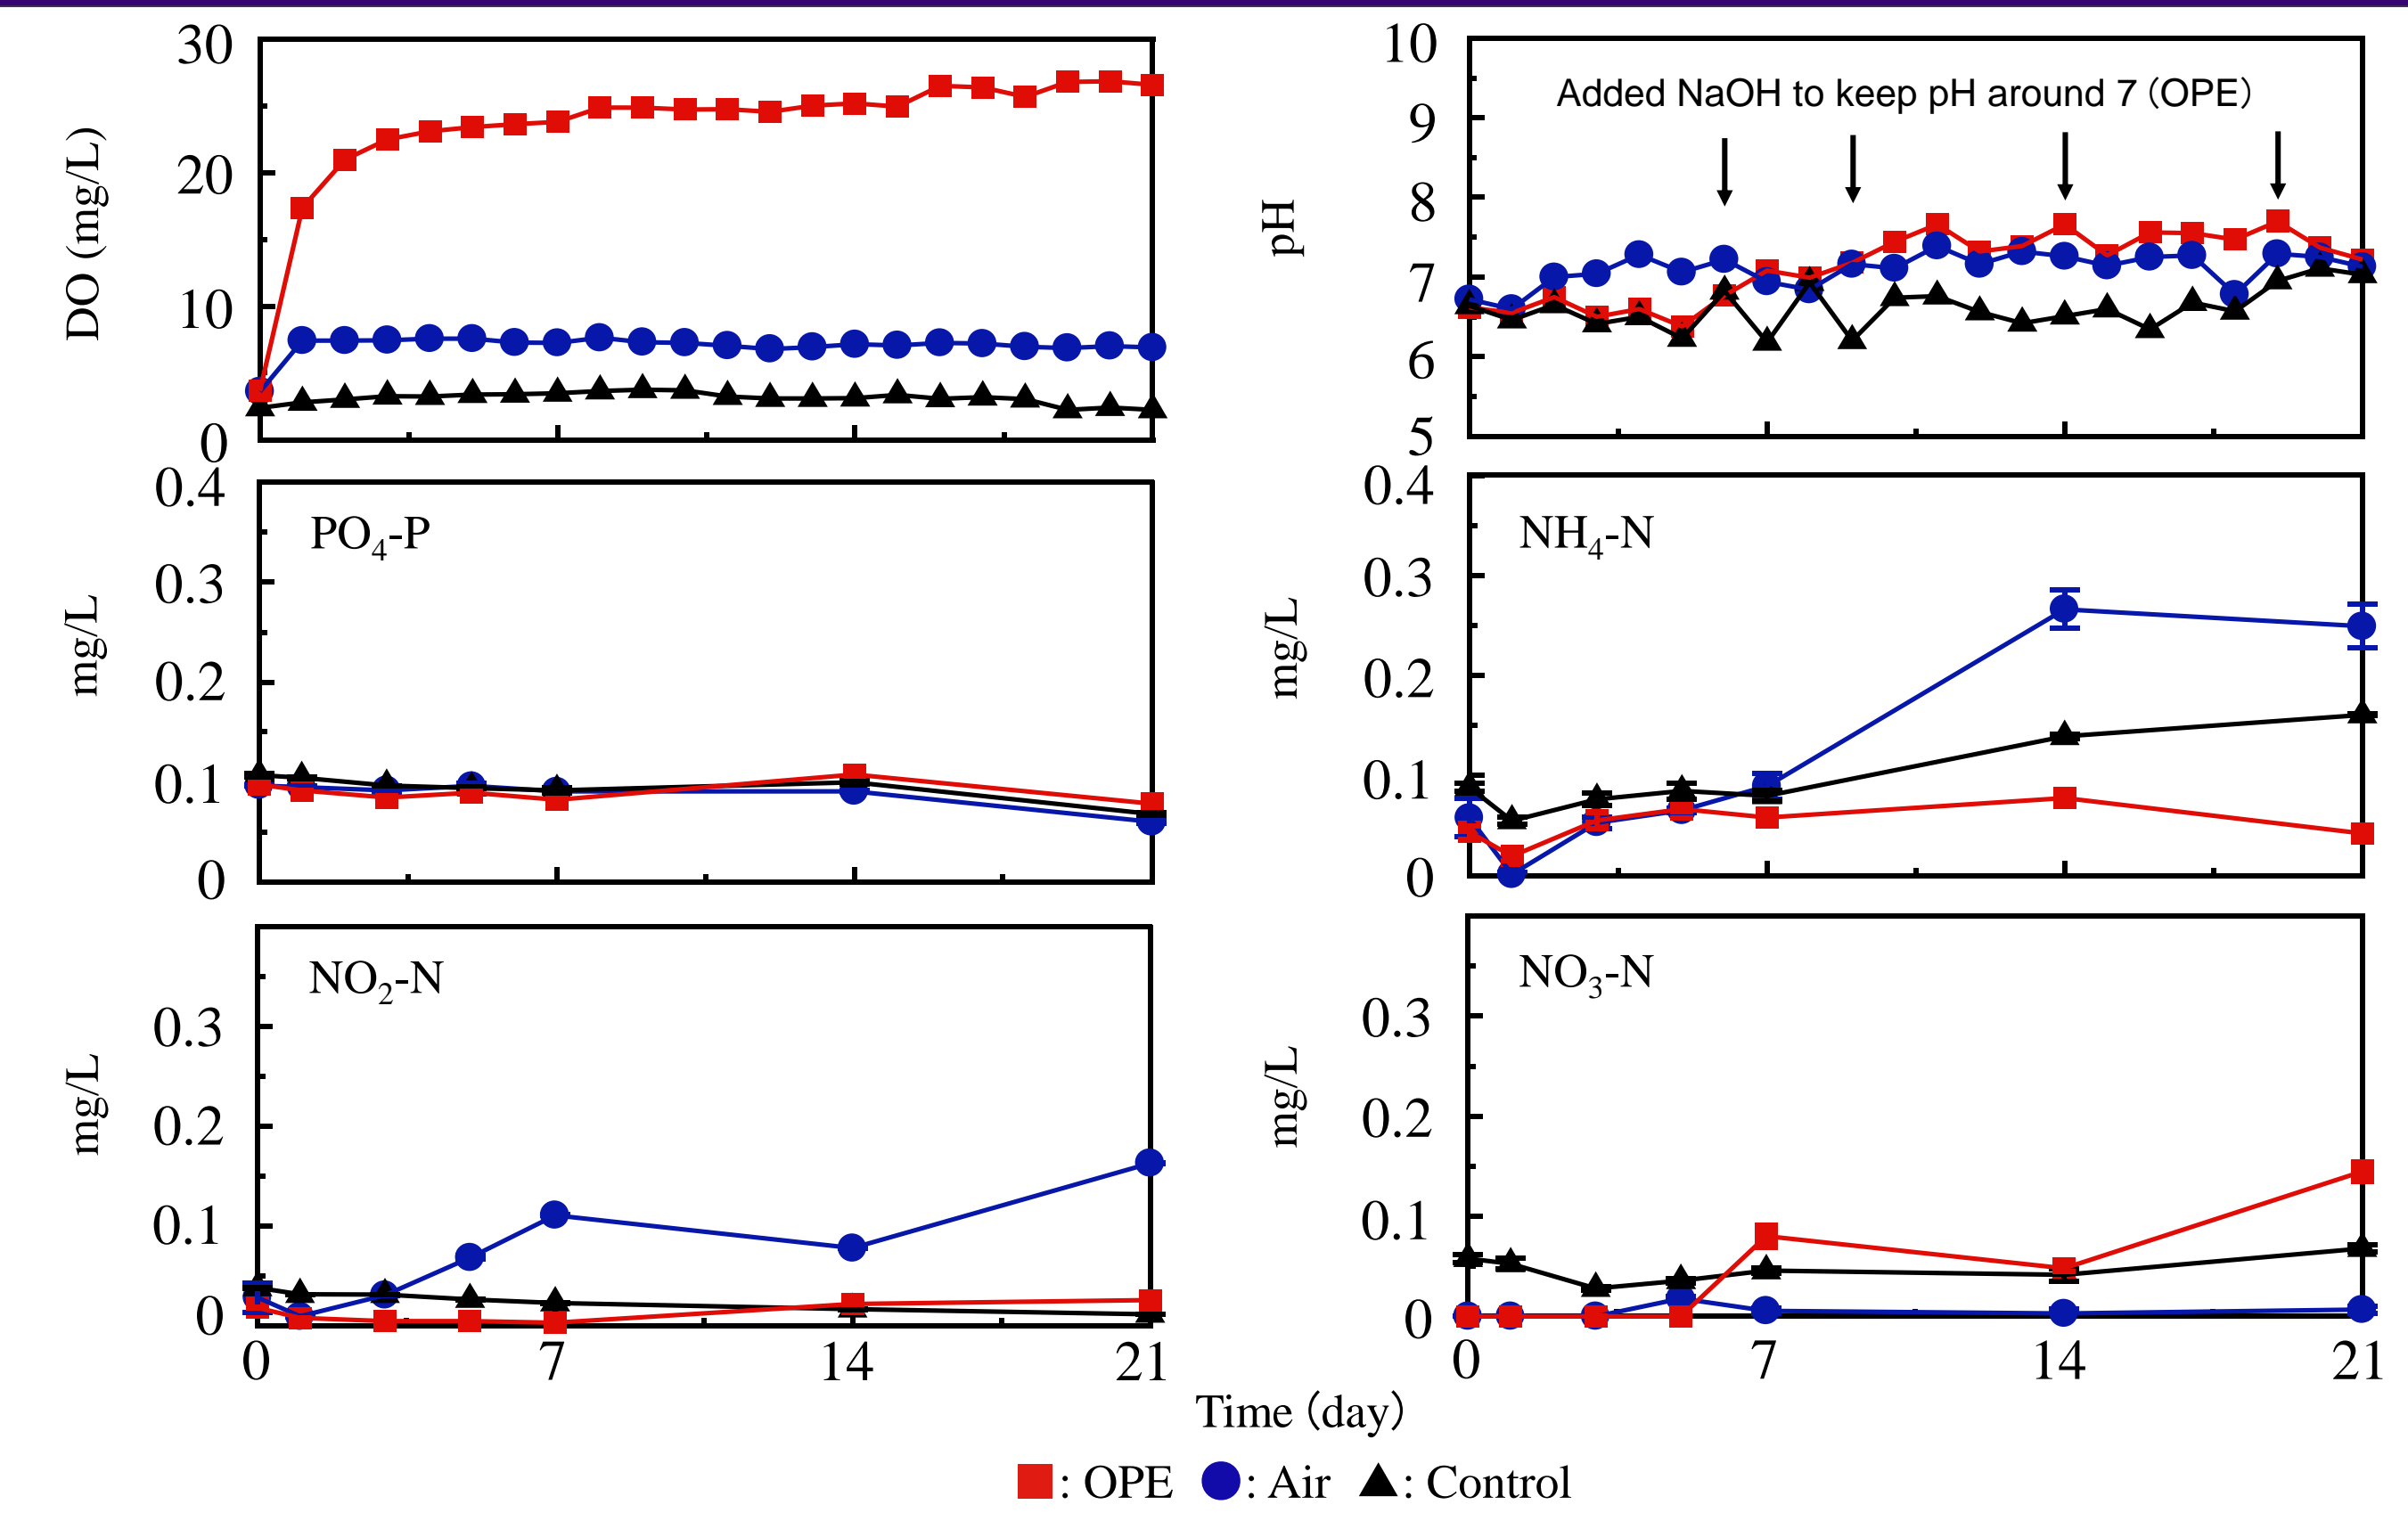 30
20
10
0
DO (mg/L)
10
9
8
7
6
5
pH
Added NaOH to keep pH around 7 (OPE)
0.4
0.3
0.2
0.1
0
mg/L
PO4-P
0.4
0.3
0.2
0.1
0
mg/L
NH4-N
0.3
0.2
0.1
0
mg/L
NO2-N
0 7 14 21
0.3
0.2
0.1
0
mg/L
NO3-N
0 7 14 21
Time (day)
: OPE : Air : Control